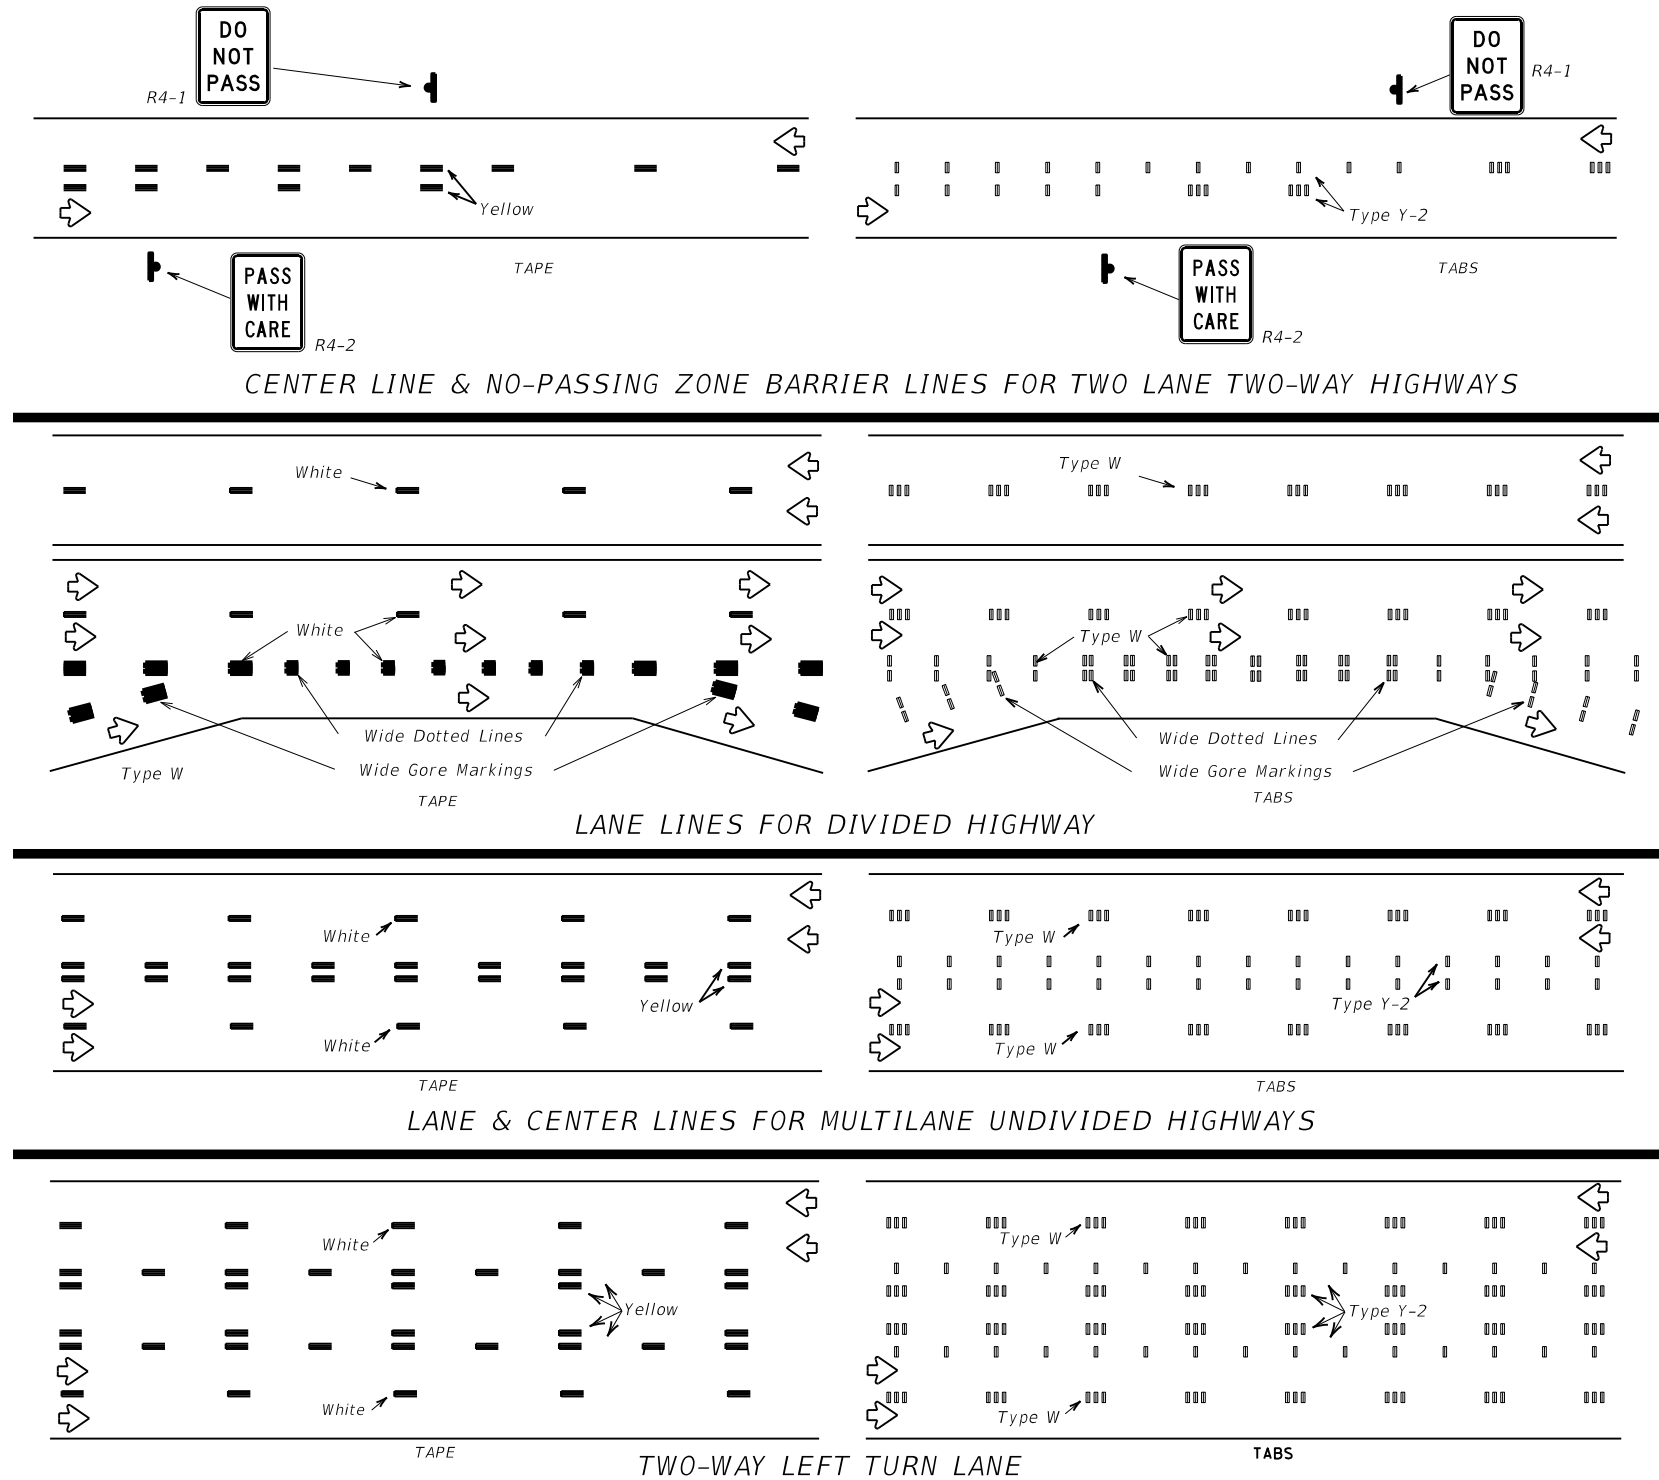 DO
NOT
PASS
R4-1
DO
NOT
PASS
R4-1
Yellow
Type Y-2
TAPE
TABS
PASS
WITH
CARE
R4-2
PASS
WITH
CARE
R4-2
CENTER LINE & NO-PASSING ZONE BARRIER LINES FOR TWO LANE TWO-WAY HIGHWAYS
White
Type W
White
Type W
Wide Dotted Lines
Wide Dotted Lines
Wide Gore Markings
Wide Gore Markings
Type W
TAPE
TABS
LANE LINES FOR DIVIDED HIGHWAY
White
Type W
Yellow
Type Y-2
White
Type W
TAPE
TABS
LANE & CENTER LINES FOR MULTILANE UNDIVIDED HIGHWAYS
White
Type W
Yellow
Type Y-2
White
Type W
TAPE
TABS
TWO-WAY LEFT TURN LANE